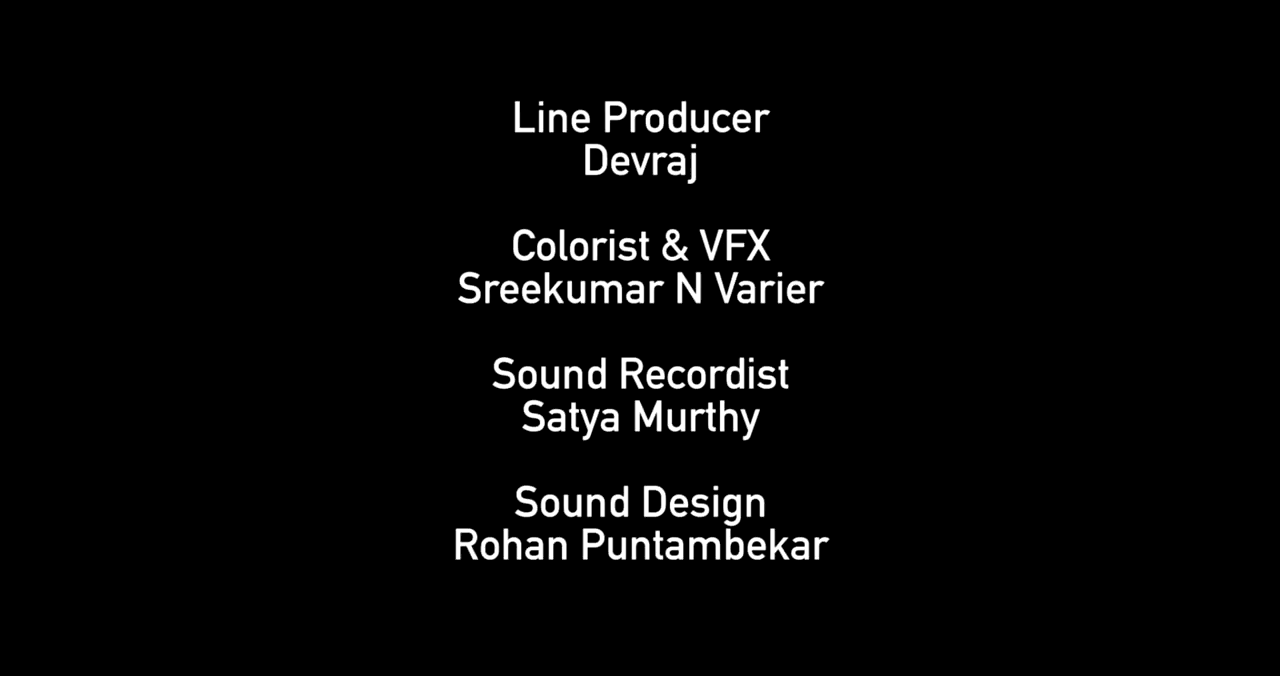 Line Producer
Devraj
Colorist & VFX
Sreekumar N Varier
Sound Recordist
Satya Murthy
Sound Design
Rohan Puntambekar